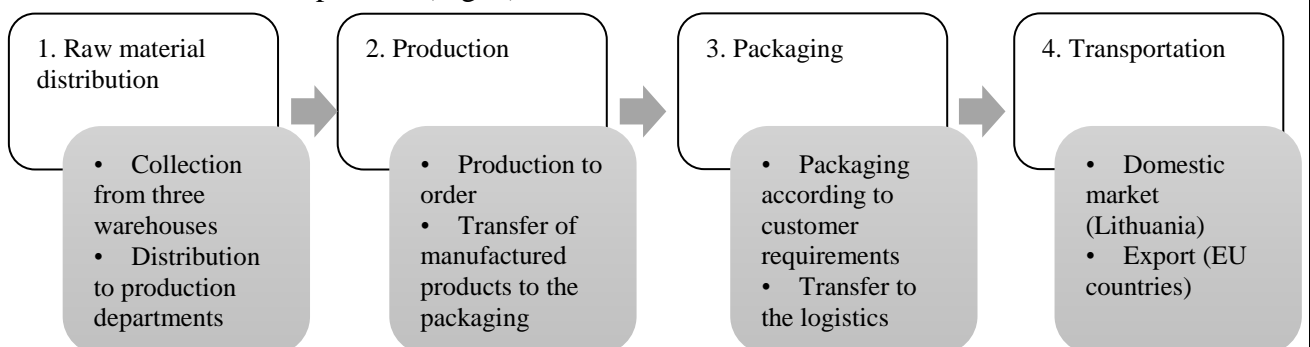 1. Raw material
distribution
• Collection
from three
warehouses
• Distribution
to production
departments
2. Production
• Production to
order
• Transfer of
manufactured
products to the
packaging
3. Packaging
• Packaging
according to
customer
requirements
• Transfer to
the logistics
4. Transportation
• Domestic
market
(Lithuania)
• Export (EU
countries)